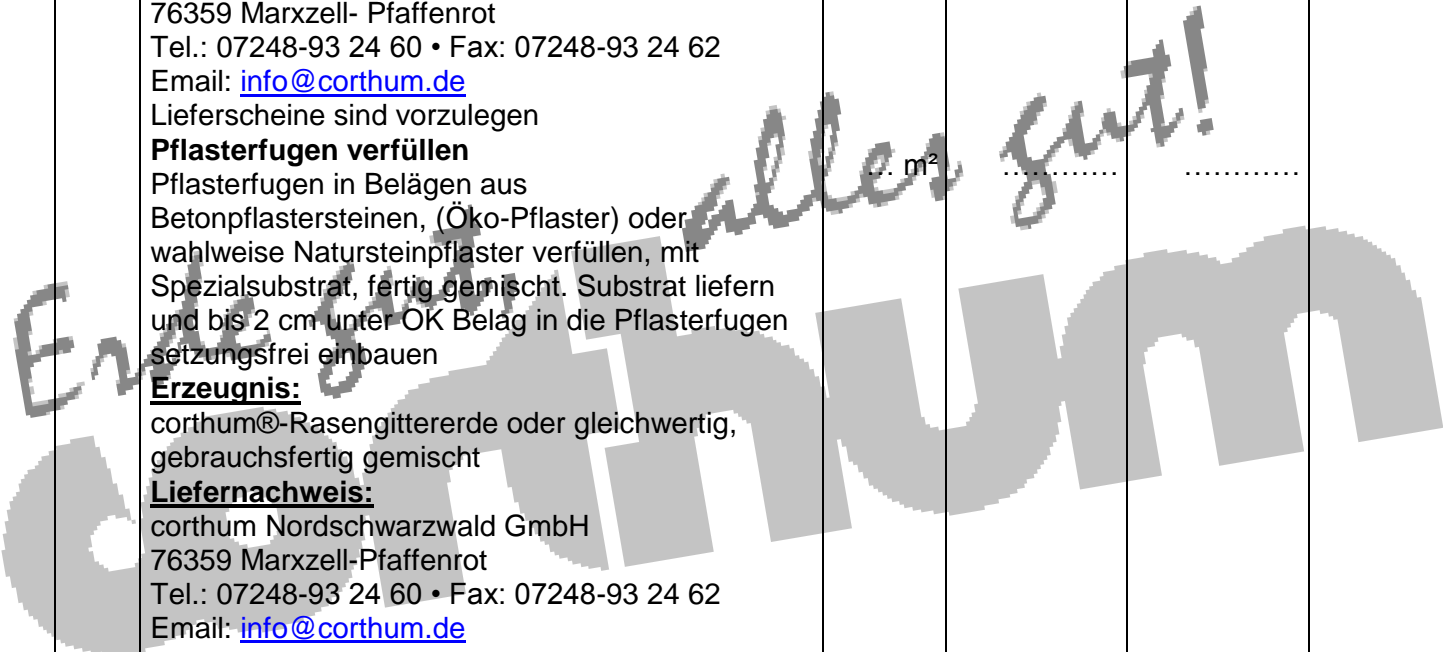 76359 Marxzell- Pfaffenrot
Tel.: 07248-93 24 60 • Fax: 07248-93 24 62
Email: info@corthum.de
Lieferscheine sind vorzulegen
Pflasterfugen verfüllen
… m² ………… …………
Pflasterfugen in Belägen aus
Betonpflastersteinen, (Öko-Pflaster) oder
wahlweise Natursteinpflaster verfüllen, mit
Spezialsubstrat, fertig gemischt. Substrat liefern
und bis 2 cm unter OK Belag in die Pflasterfugen
setzungsfrei einbauen
Erzeugnis:
corthum®-Rasengittererde oder gleichwertig,
gebrauchsfertig gemischt
Liefernachweis:
corthum Nordschwarzwald GmbH
76359 Marxzell-Pfaffenrot
Tel.: 07248-93 24 60 • Fax: 07248-93 24 62
Email: info@corthum.de
Erde gut, alles gut!
corthum